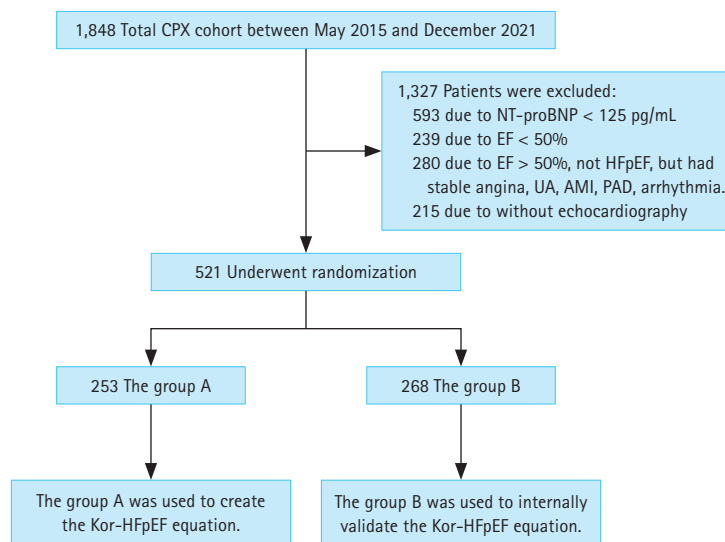 1,848 Total CPX cohort between May 2015 and December 2021
1,327 Patients were excluded:
593 due to NT-proBNP < 125 pg/mL
239 due to EF < 50%
280 due to EF > 50%, not HFpEF, but had
stable angina, UA, AMI, PAD, arrhythmia.
215 due to without echocardiography
521 Underwent randomization
253 The group A
268 The group B
The group A was used to create
the Kor-HFpEF equation.
The group B was used to internally
validate the Kor-HFpEF equation.